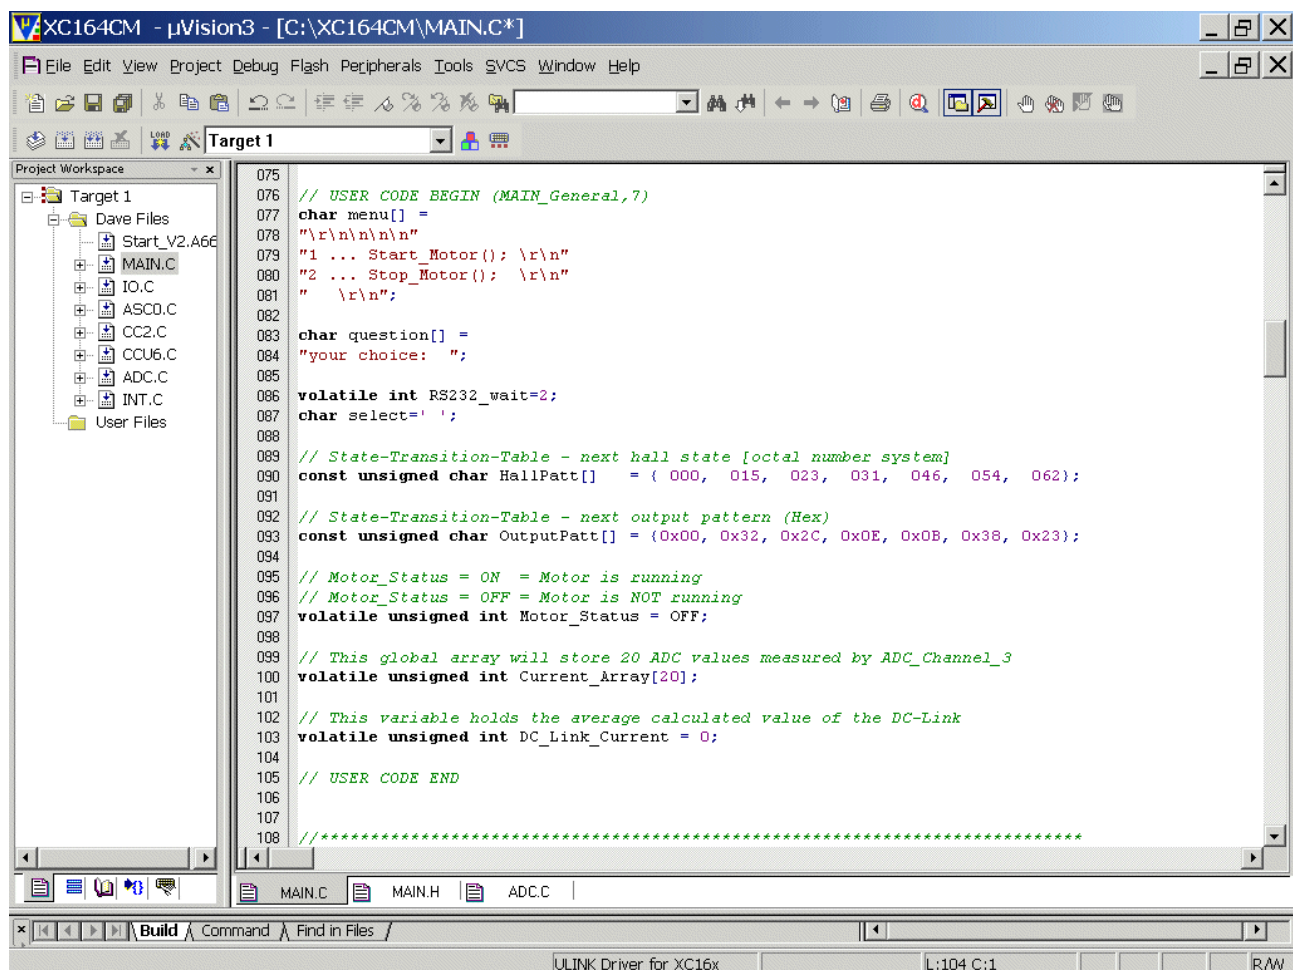 XC164CM - µVision3 - [C:\XC164CM\MAIN.C*]
File Edit View Project Debug Flash Peripherals Tools SVCS Window Help
LOAD Target 1
Project Workspace
Target 1
Dave Files
Start_V2.A66
MAIN.C
IO.C
ASC0.C
CC2.C
CCU6.C
ADC.C
INT.C
User Files
075
076 // USER CODE BEGIN (MAIN_General,7)
077 char menu[] =
078 "\r\n\n\n\n"
079 "1 ... Start_Motor(); \r\n"
080 "2 ... Stop_Motor();  \r\n"
081 "   \r\n";
082
083 char question[] =
084 "your choice:  ";
085
086 volatile int RS232_wait=2;
087 char select=' ';
088
089 // State-Transition-Table - next hall state [octal number system]
090 const unsigned char HallPatt[]   = { 000,  015,  023,  031,  046,  054,  062};
091
092 // State-Transition-Table - next output pattern (Hex)
093 const unsigned char OutputPatt[] = {0x00, 0x32, 0x2C, 0x0E, 0x0B, 0x38, 0x23};
094
095 // Motor_Status = ON  = Motor is running
096 // Motor_Status = OFF = Motor is NOT running
097 volatile unsigned int Motor_Status = OFF;
098
099 // This global array will store 20 ADC values measured by ADC_Channel_3
100 volatile unsigned int Current_Array[20];
101
102 // This variable holds the average calculated value of the DC-Link
103 volatile unsigned int DC_Link_Current = 0;
104
105 // USER CODE END
106
107
108 //****************************************************************************
MAIN.C MAIN.H ADC.C
Build Command Find in Files
ULINK Driver for XC16x L:104 C:1 R/W